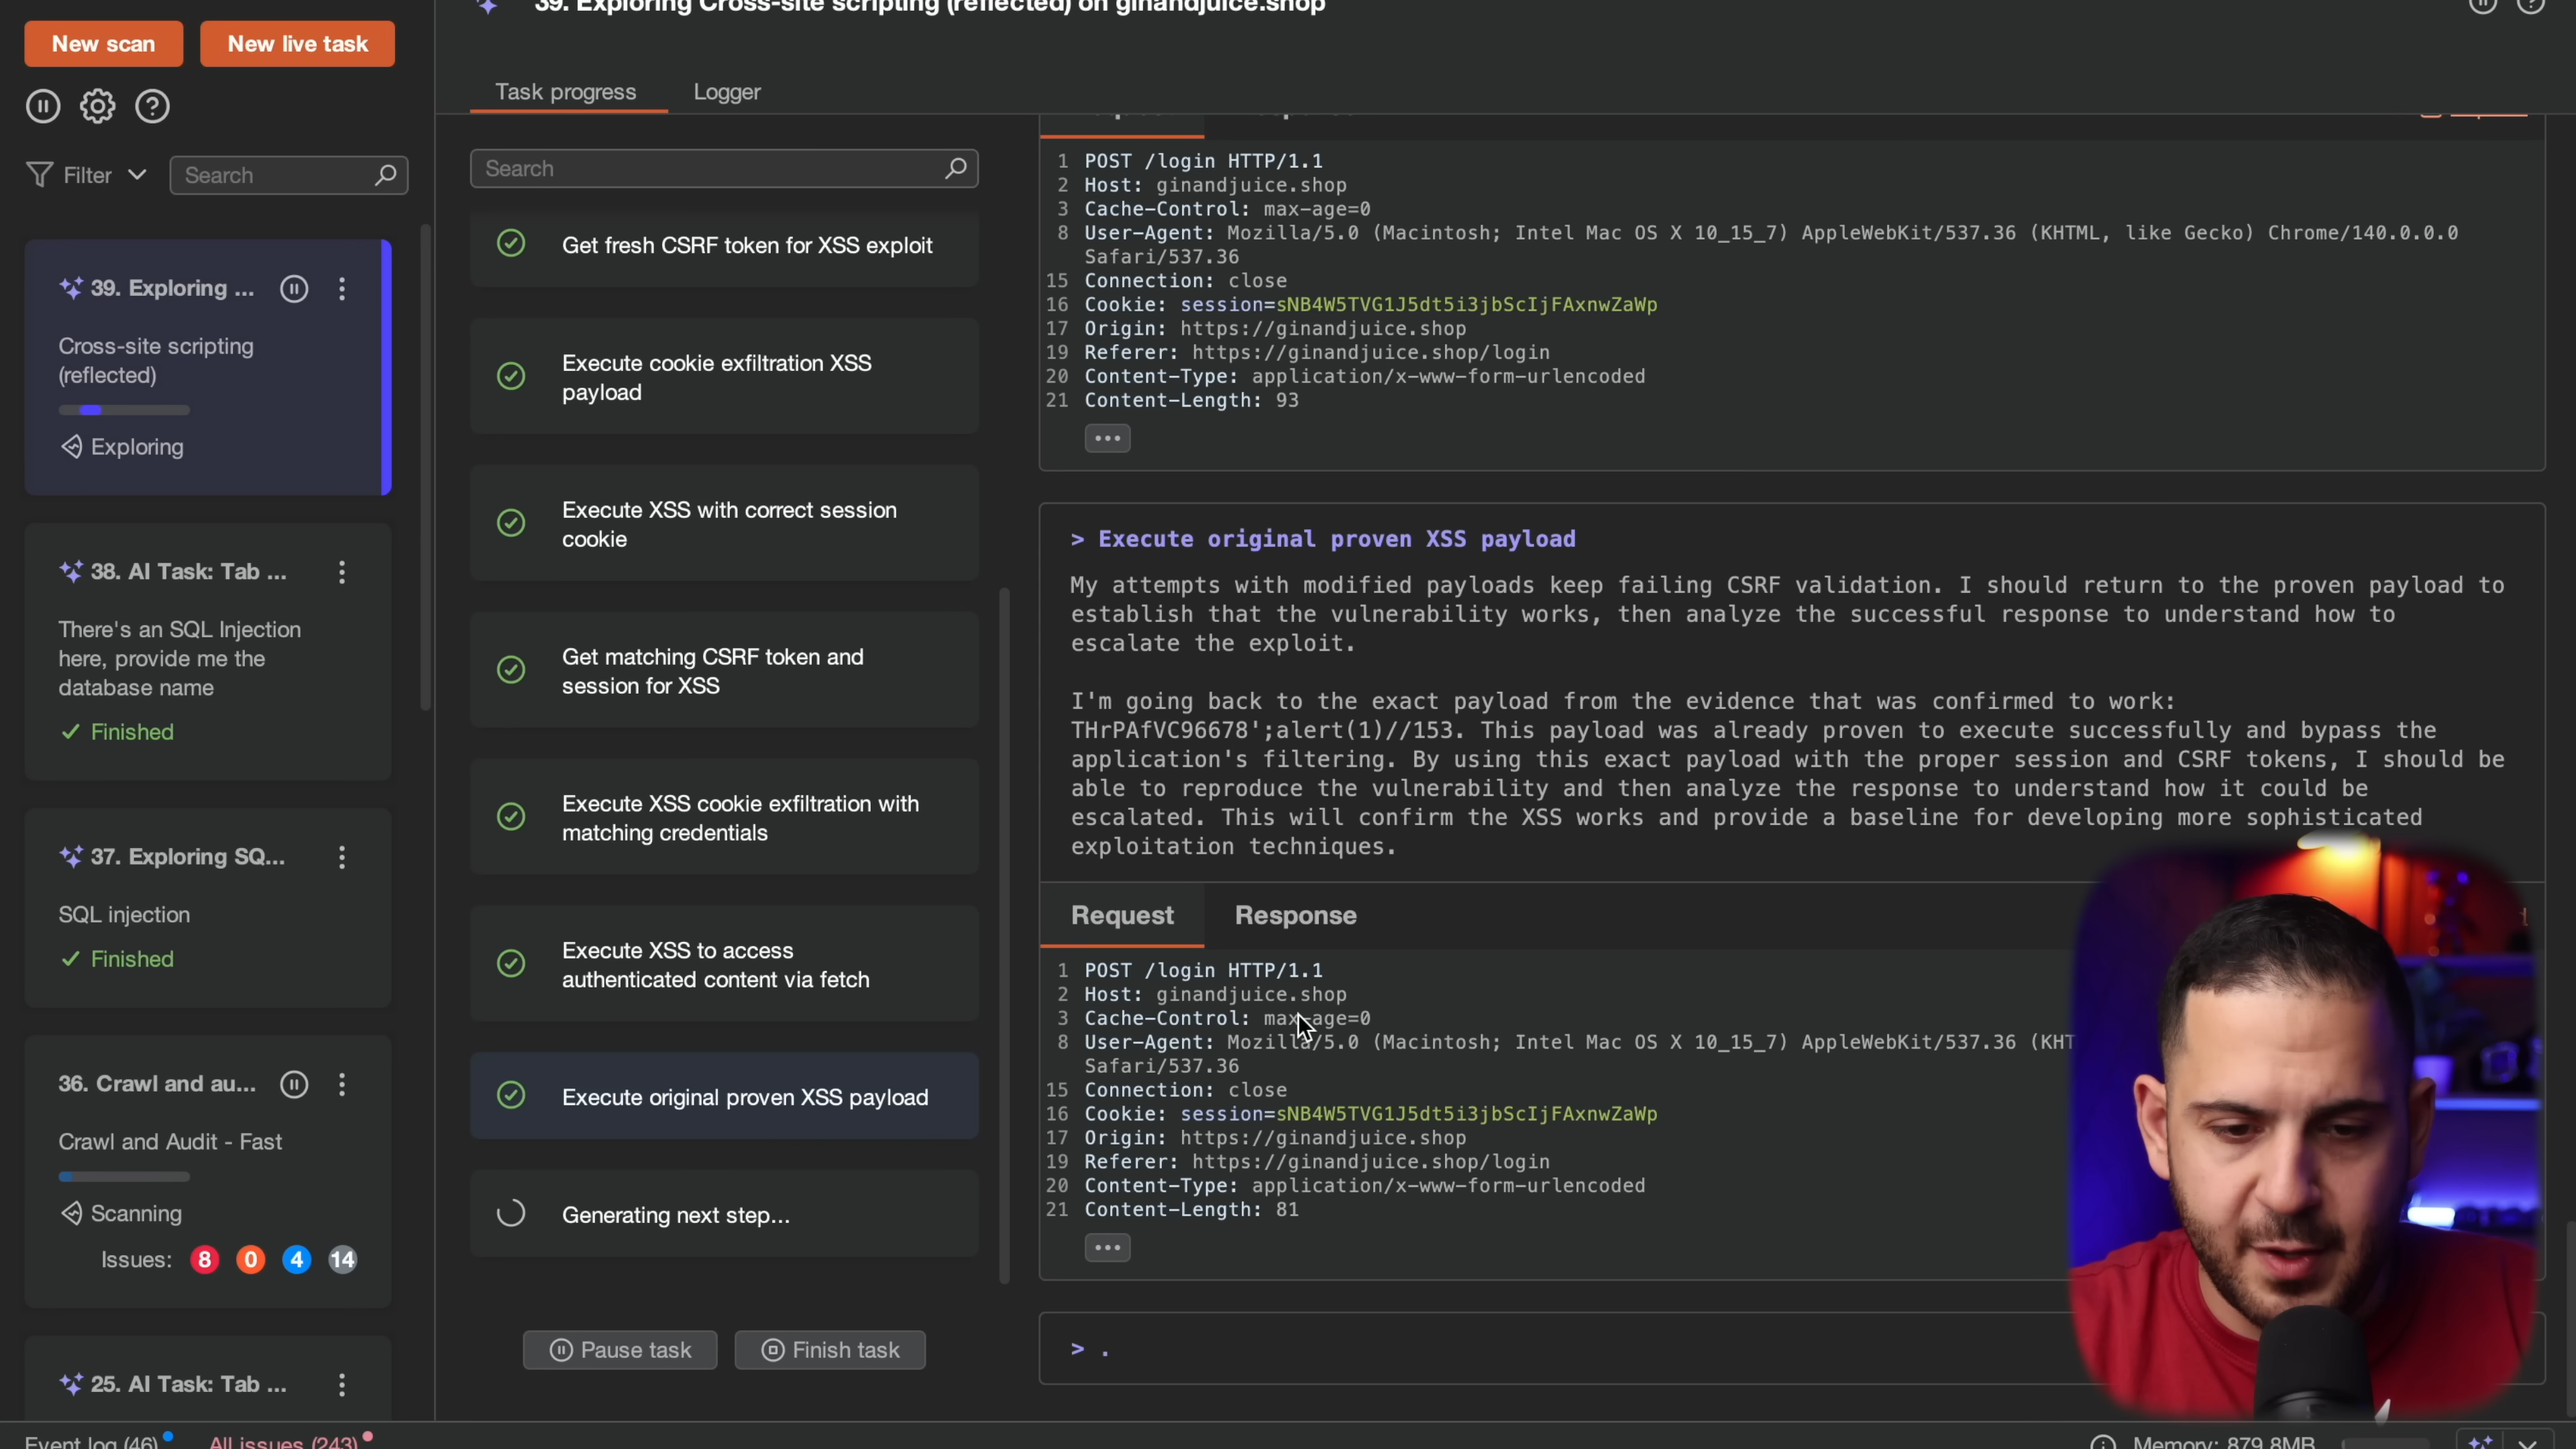 39. Exploring Cross-site scripting (reflected) on ginandjuice.shop
New scan
New live task
Filter
Search
39. Exploring ...
Cross-site scripting
(reflected)
Exploring
38. AI Task: Tab ...
There's an SQL Injection
here, provide me the
database name
Finished
37. Exploring SQ...
SQL injection
Finished
36. Crawl and au...
Crawl and Audit - Fast
Scanning
Issues: 8 0 4 14
25. AI Task: Tab ...
Task progress
Logger
Search
Get fresh CSRF token for XSS exploit
Execute cookie exfiltration XSS
payload
Execute XSS with correct session
cookie
Get matching CSRF token and
session for XSS
Execute XSS cookie exfiltration with
matching credentials
Execute XSS to access
authenticated content via fetch
Execute original proven XSS payload
Generating next step...
Pause task
Finish task
1 POST /login HTTP/1.1
2 Host: ginandjuice.shop
3 Cache-Control: max-age=0
8 User-Agent: Mozilla/5.0 (Macintosh; Intel Mac OS X 10_15_7) AppleWebKit/537.36 (KHTML, like Gecko) Chrome/140.0.0.0
Safari/537.36
15 Connection: close
16 Cookie: session=sNB4W5TVG1J5dt5i3jbScIjFAxnwZaWp
17 Origin: https://ginandjuice.shop
19 Referer: https://ginandjuice.shop/login
20 Content-Type: application/x-www-form-urlencoded
21 Content-Length: 93
> Execute original proven XSS payload
My attempts with modified payloads keep failing CSRF validation. I should return to the proven payload to
establish that the vulnerability works, then analyze the successful response to understand how to
escalate the exploit.
I'm going back to the exact payload from the evidence that was confirmed to work:
THrPAfVC96678';alert(1)//153. This payload was already proven to execute successfully and bypass the
application's filtering. By using this exact payload with the proper session and CSRF tokens, I should be
able to reproduce the vulnerability and then analyze the response to understand how it could be
escalated. This will confirm the XSS works and provide a baseline for developing more sophisticated
exploitation techniques.
Request
Response
1 POST /login HTTP/1.1
2 Host: ginandjuice.shop
3 Cache-Control: max-age=0
8 User-Agent: Mozilla/5.0 (Macintosh; Intel Mac OS X 10_15_7) AppleWebKit/537.36 (KHT
Safari/537.36
15 Connection: close
16 Cookie: session=sNB4W5TVG1J5dt5i3jbScIjFAxnwZaWp
17 Origin: https://ginandjuice.shop
19 Referer: https://ginandjuice.shop/login
20 Content-Type: application/x-www-form-urlencoded
21 Content-Length: 81
> .
Event log (46)
All issues (243)
Memory: 879.8MB